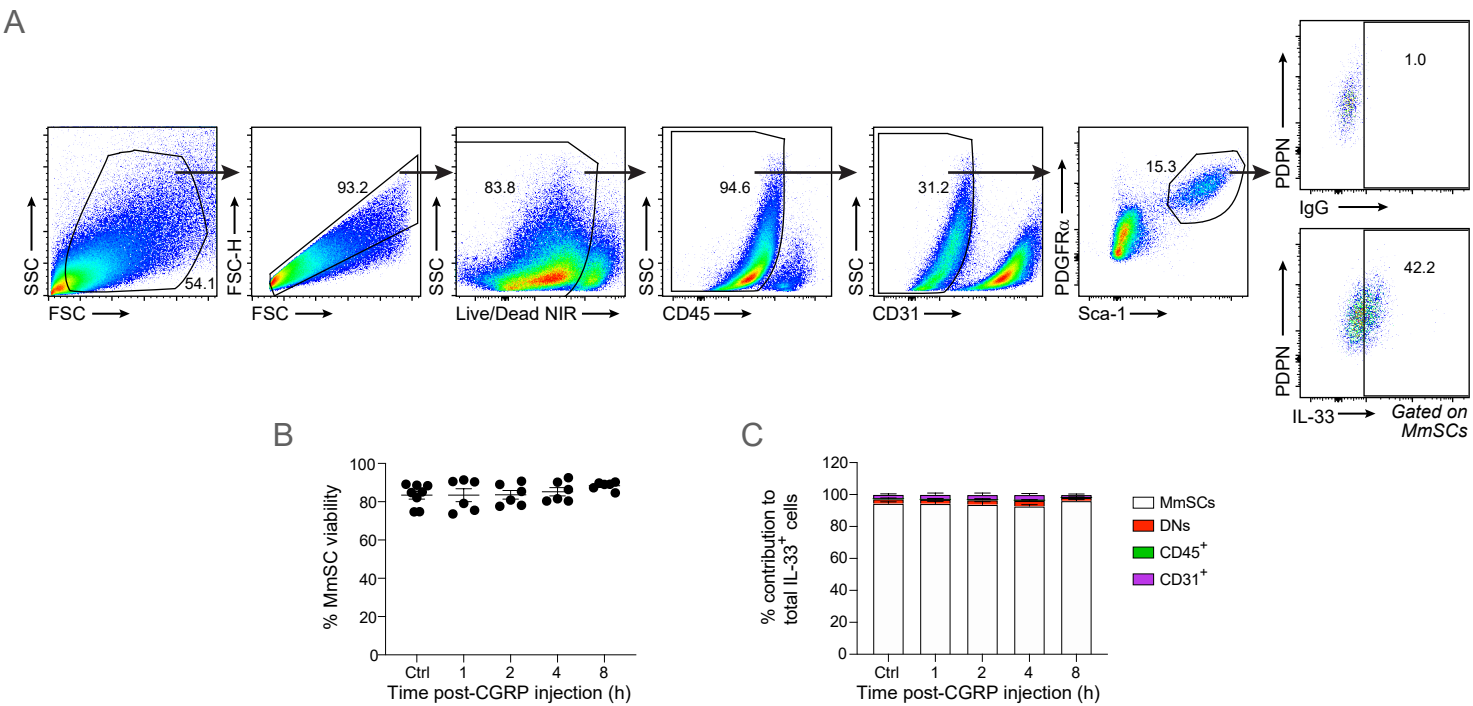 A
54.1
SSC
FSC
93.2
FSC-H
FSC
83.8
SSC
Live/Dead NIR
94.6
SSC
CD45
31.2
SSC
CD31
15.3
PDGFRα
Sca-1
1.0
PDPN
IgG
42.2
PDPN
IL-33
Gated on
MmSCs
B
% MmSC viability
100
80
60
40
20
0
Ctrl 1 2 4 8
Time post-CGRP injection (h)
C
% contribution to
total IL-33+ cells
120
100
80
60
40
20
0
Ctrl 1 2 4 8
Time post-CGRP injection (h)
MmSCs
DNs
CD45+
CD31+